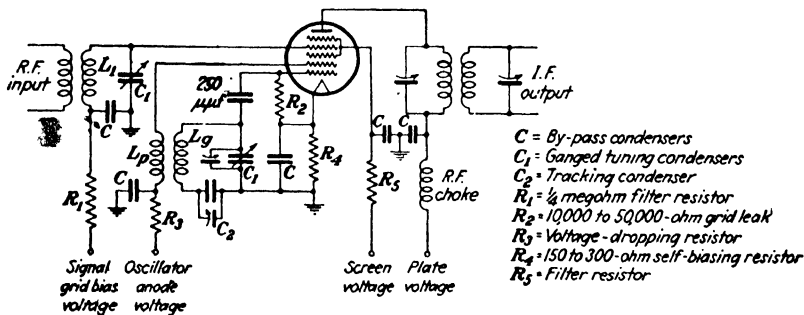 R.F.
input
L1
C1
C
250
μμf
R2
Lp
Lg
C
C1
C
R4
C2
R1
R3
C C
R5
R.F.
choke
I.F.
output
Signal
grid bias
voltage
Oscillator
anode
voltage
Screen
voltage
Plate
voltage
C = By-pass condensers
C1 = Ganged tuning condensers
C2 = Tracking condenser
R1 = 1/4 megohm filter resistor
R2 = 10,000 to 50,000-ohm grid leak
R3 = Voltage-dropping resistor
R4 = 150 to 300-ohm self-biasing resistor
R5 = Filter resistor